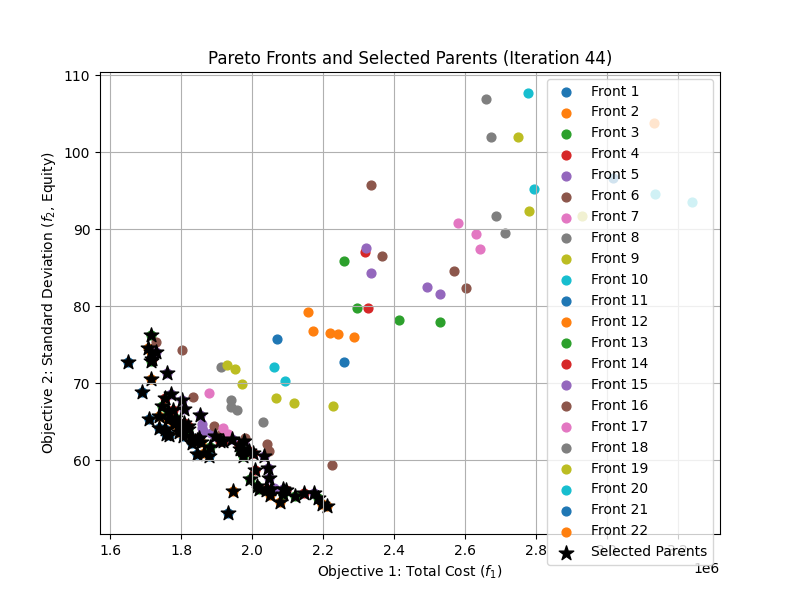 Pareto Fronts and Selected Parents (Iteration 44)
Objective 2: Standard Deviation (f₂, Equity)
110
100
90
80
70
60
1.6 1.8 2.0 2.2 2.4 2.6 2.8
1e6
Objective 1: Total Cost (f₁)
Front 1
Front 2
Front 3
Front 4
Front 5
Front 6
Front 7
Front 8
Front 9
Front 10
Front 11
Front 12
Front 13
Front 14
Front 15
Front 16
Front 17
Front 18
Front 19
Front 20
Front 21
Front 22
Selected Parents